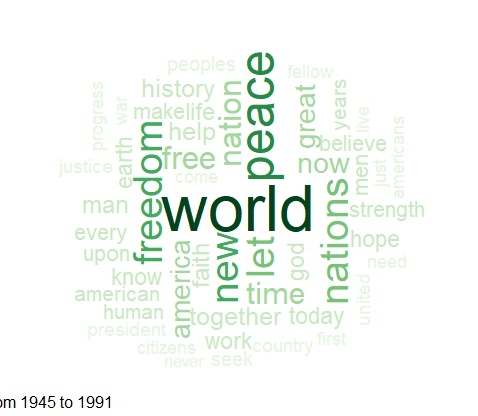 peoples
fellow
peace
history
nation
great
years
progress
war
makelife
help
believe
live
freedom
earth
free
now
men
just
americans
justice
come
man
world
nations
strength
every
new
let
god
hope
upon
america
faith
need
know
american
time
united
human
together
today
president
work
country
first
citizens
never
seek
om 1945 to 1991